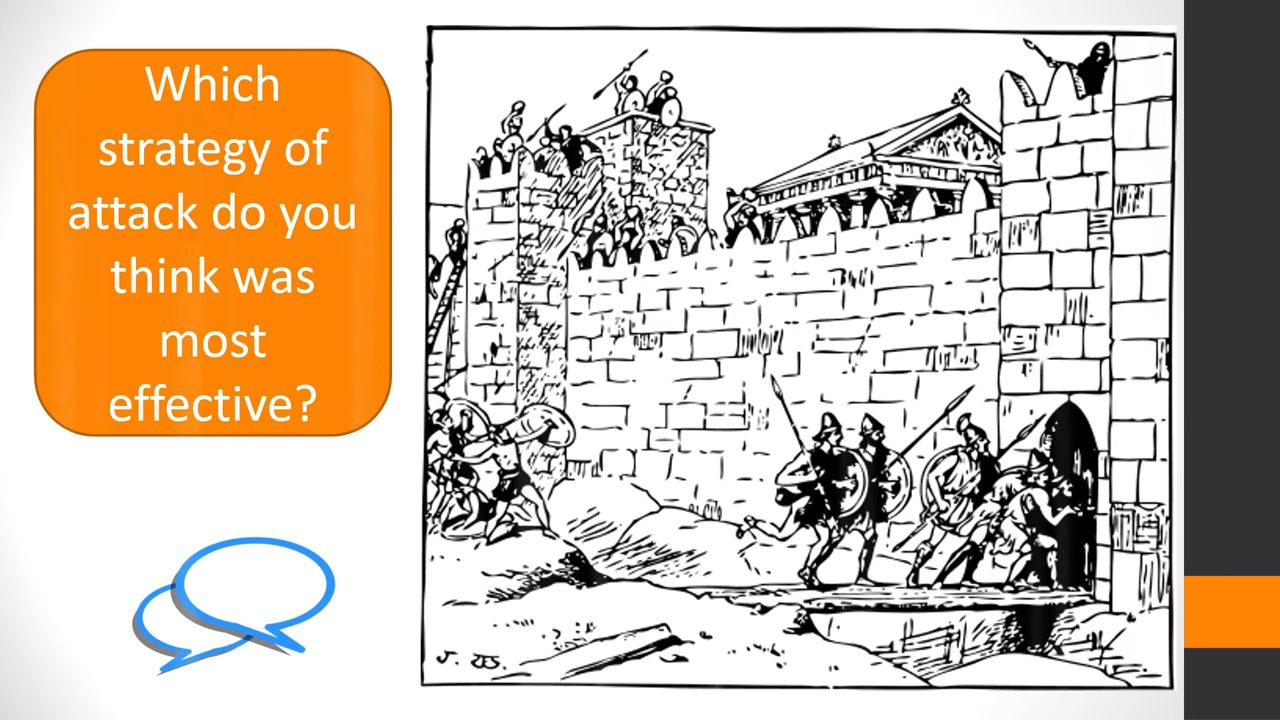 Which
strategy of
attack do you
think was
most
effective?